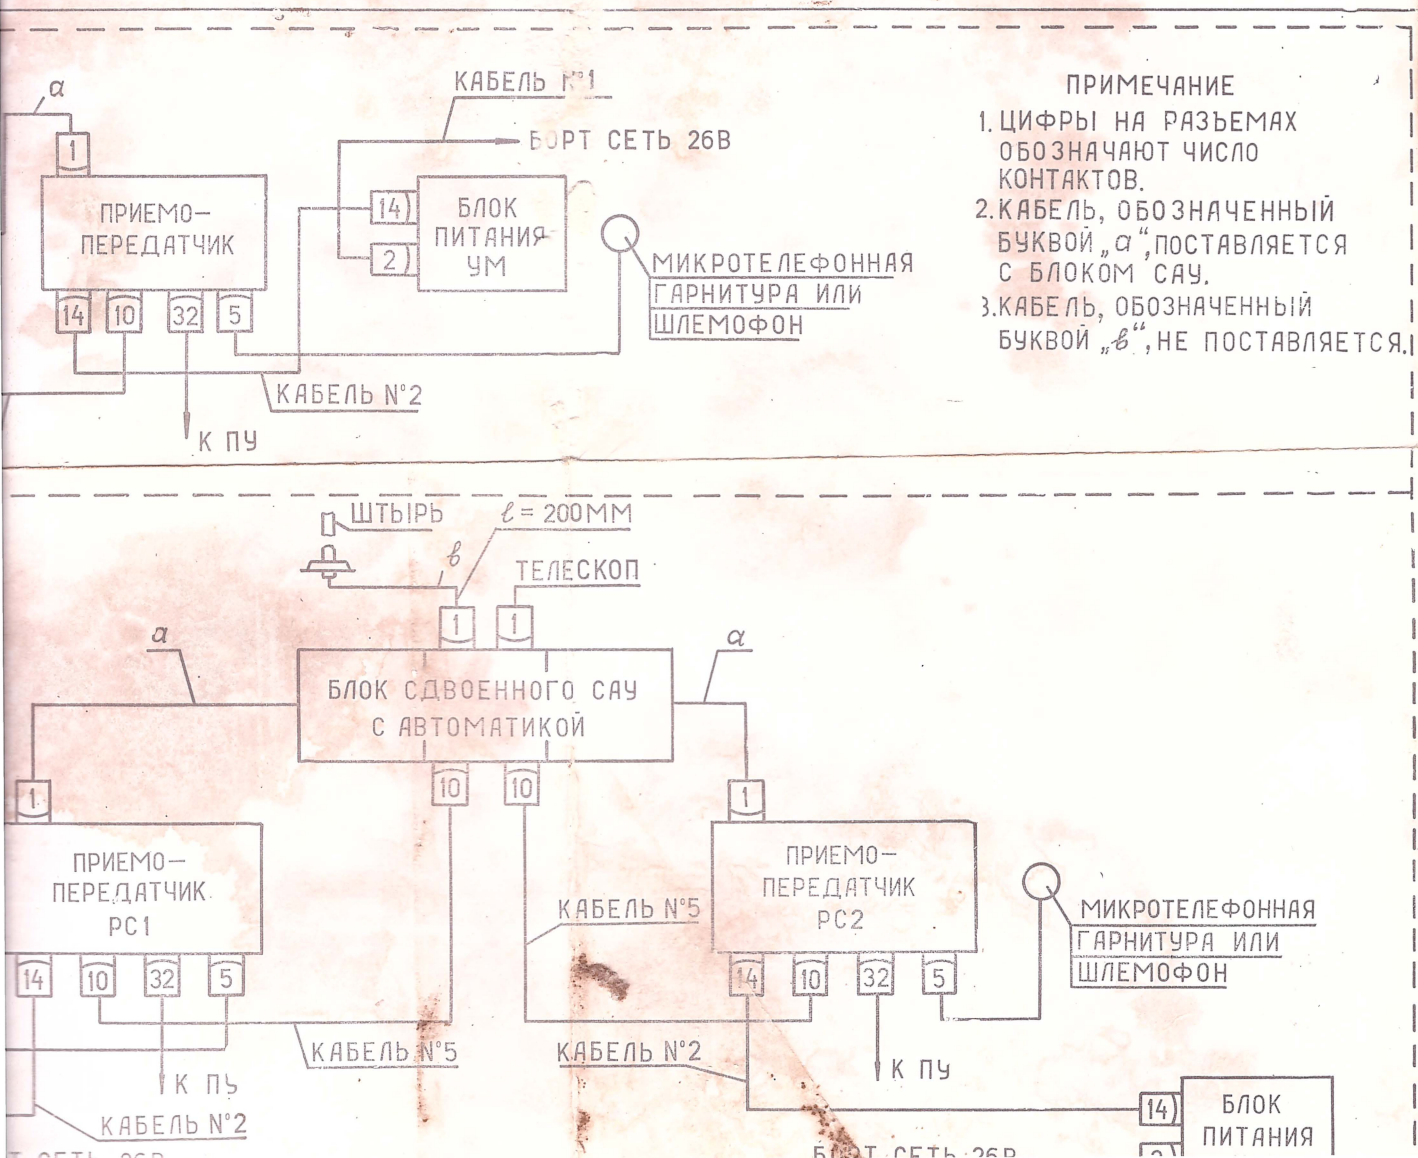 а
КАБЕЛЬ №1
БОРТ СЕТЬ 26В
1
ПРИЕМО-
ПЕРЕДАТЧИК
14
10
32
5
14
2
БЛОК
ПИТАНИЯ
УМ
МИКРОТЕЛЕФОННАЯ
ГАРНИТУРА ИЛИ
ШЛЕМОФОН
КАБЕЛЬ №2
К ПУ
ПРИМЕЧАНИЕ
1. ЦИФРЫ НА РАЗЪЕМАХ
ОБОЗНАЧАЮТ ЧИСЛО
КОНТАКТОВ.
2. КАБЕЛЬ, ОБОЗНАЧЕННЫЙ
БУКВОЙ „а“, ПОСТАВЛЯЕТСЯ
С БЛОКОМ САУ.
3. КАБЕЛЬ, ОБОЗНАЧЕННЫЙ
БУКВОЙ „в“, НЕ ПОСТАВЛЯЕТСЯ.
ШТЫРЬ
ℓ = 200ММ
в
ТЕЛЕСКОП
1
1
а
а
БЛОК СДВОЕННОГО САУ
С АВТОМАТИКОЙ
10
10
1
ПРИЕМО-
ПЕРЕДАТЧИК
РС1
14
10
32
5
КАБЕЛЬ №5
К ПУ
КАБЕЛЬ №2
1
ПРИЕМО-
ПЕРЕДАТЧИК
РС2
14
10
32
5
КАБЕЛЬ №5
КАБЕЛЬ №2
К ПУ
МИКРОТЕЛЕФОННАЯ
ГАРНИТУРА ИЛИ
ШЛЕМОФОН
14
БЛОК
ПИТАНИЯ
СЕТЬ 26В
СЕТЬ 26В